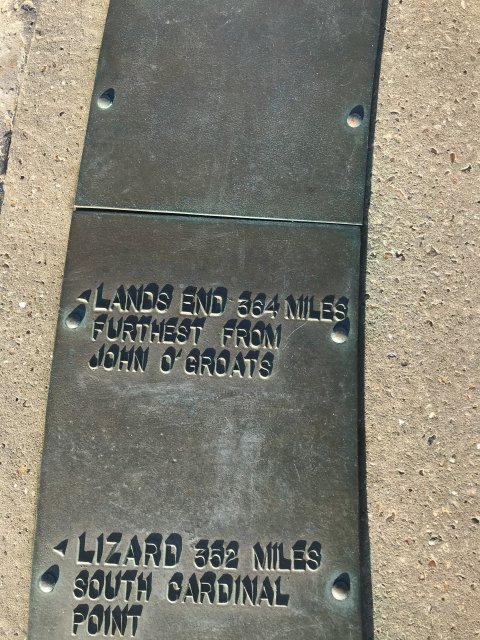 LANDS END 364 MILES
FURTHEST FROM
JOHN O'GROATS
LIZARD 352 MILES
SOUTH CARDINAL
POINT